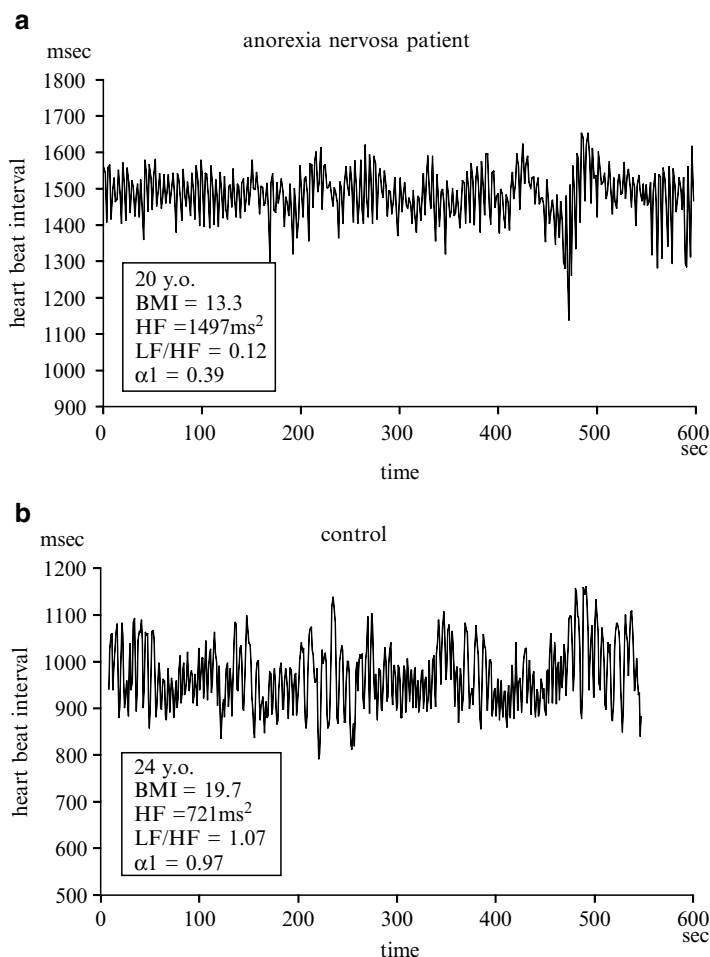 a
anorexia nervosa patient
msec
1800
1700
1600
1500
1400
1300
1200
1100
1000
900
heart beat interval
20 y.o.
BMI = 13.3
HF =1497ms²
LF/HF = 0.12
α1 = 0.39
0 100 200 300 400 500 600
sec
time
b
control
msec
1200
1100
1000
900
800
700
600
500
heart beat interval
24 y.o.
BMI = 19.7
HF =721ms²
LF/HF = 1.07
α1 = 0.97
0 100 200 300 400 500 600
sec
time